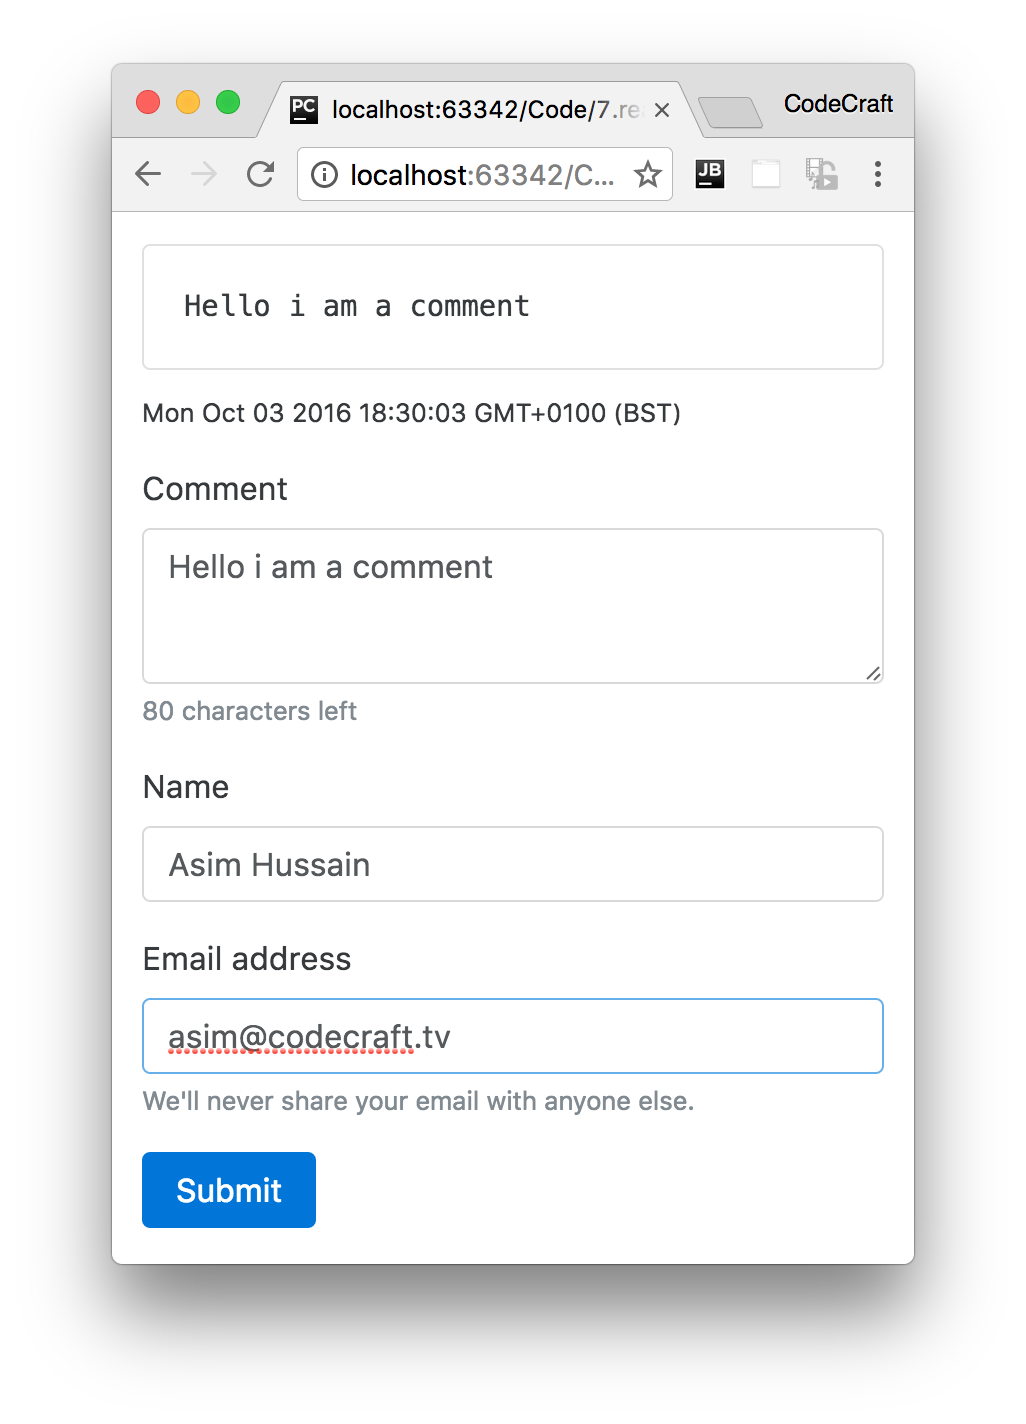 PC localhost:63342/Code/7.re CodeCraft
localhost:63342/C... JB
Hello i am a comment
Mon Oct 03 2016 18:30:03 GMT+0100 (BST)
Comment
Hello i am a comment
80 characters left
Name
Asim Hussain
Email address
asim@codecraft.tv
We'll never share your email with anyone else.
Submit